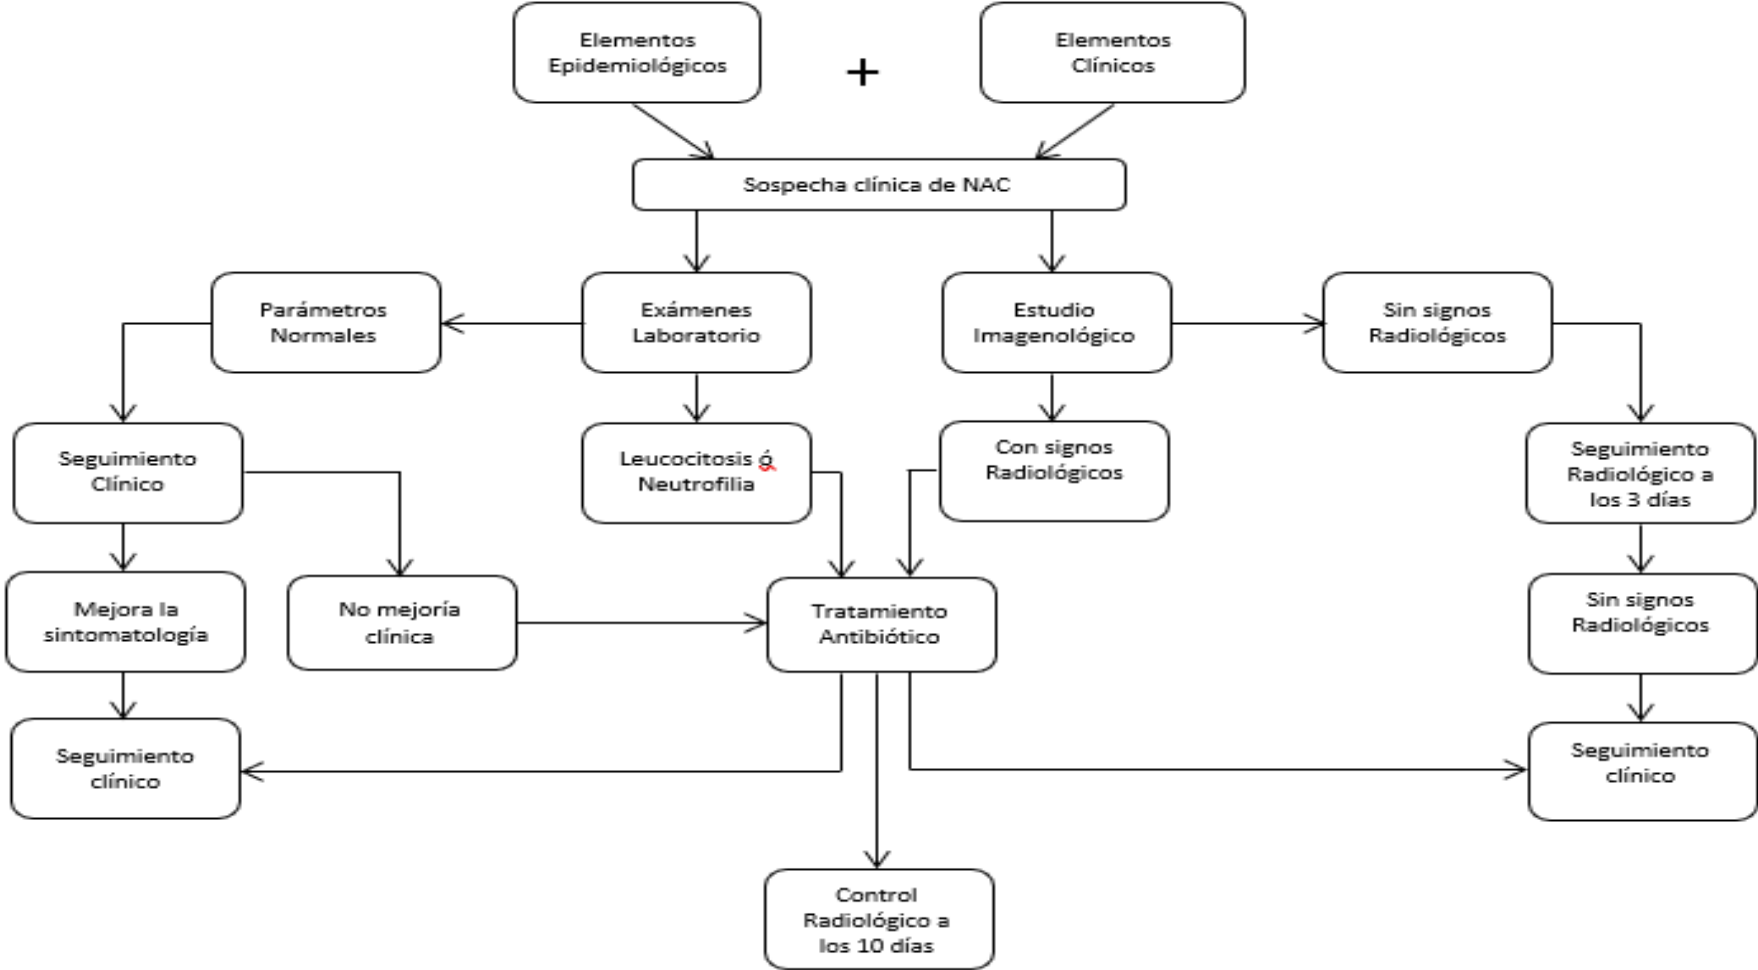 Elementos
Epidemiológicos
+
Elementos
Clínicos
Sospecha clínica de NAC
Parámetros
Normales
Exámenes
Laboratorio
Estudio
Imagenológico
Sin signos
Radiológicos
Seguimiento
Clínico
Leucocitosis ó
Neutrofilia
Con signos
Radiológicos
Seguimiento
Radiológico a
los 3 días
Mejora la
sintomatología
No mejoría
clínica
Tratamiento
Antibiótico
Sin signos
Radiológicos
Seguimiento
clínico
Seguimiento
clínico
Control
Radiológico a
los 10 días